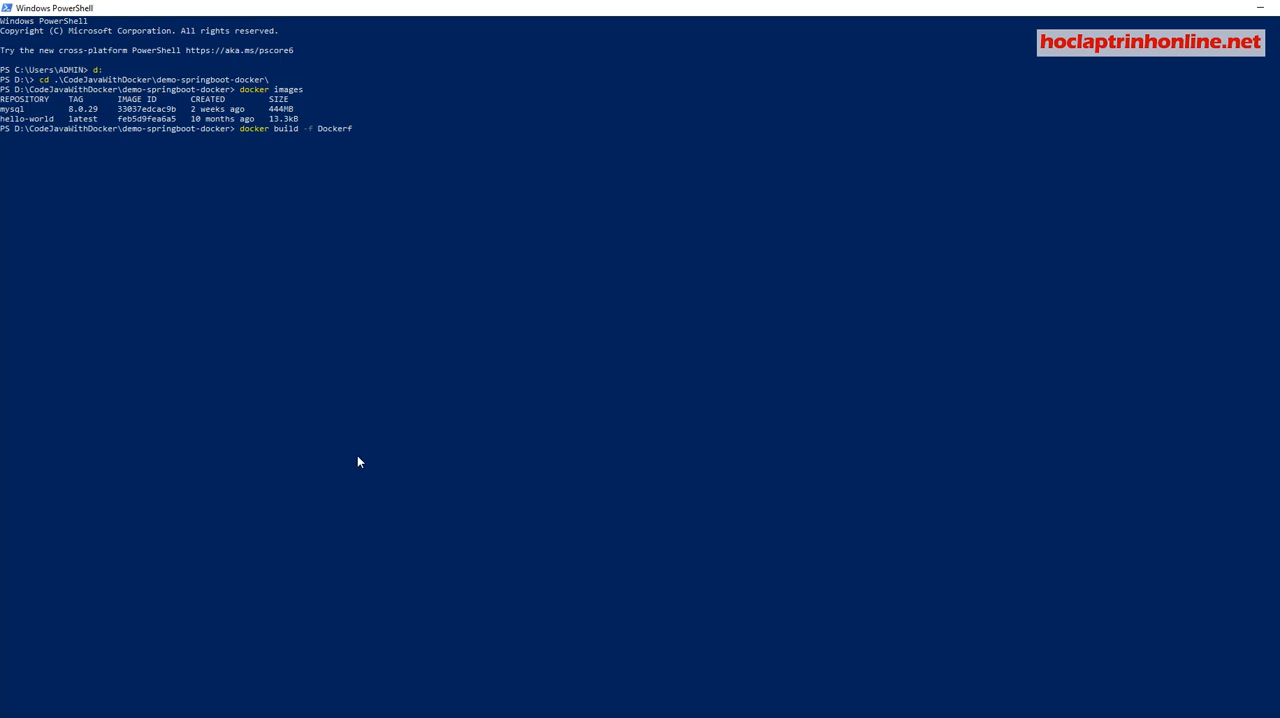 Windows PowerShell
Windows PowerShell
Copyright (C) Microsoft Corporation. All rights reserved.
hoclaptrinhonline.net
Try the new cross-platform PowerShell https://aka.ms/pscore6
PS C:\Users\ADMIN> d:
PS D:\> cd .\CodeJavaWithDocker\demo-springboot-docker\
PS D:\CodeJavaWithDocker\demo-springboot-docker> docker images
REPOSITORY TAG IMAGE ID CREATED SIZE
mysql 8.0.29 33037edcac9b 2 weeks ago 444MB
hello-world latest feb5d9fea6a5 10 months ago 13.3kB
PS D:\CodeJavaWithDocker\demo-springboot-docker> docker build -f Dockerf